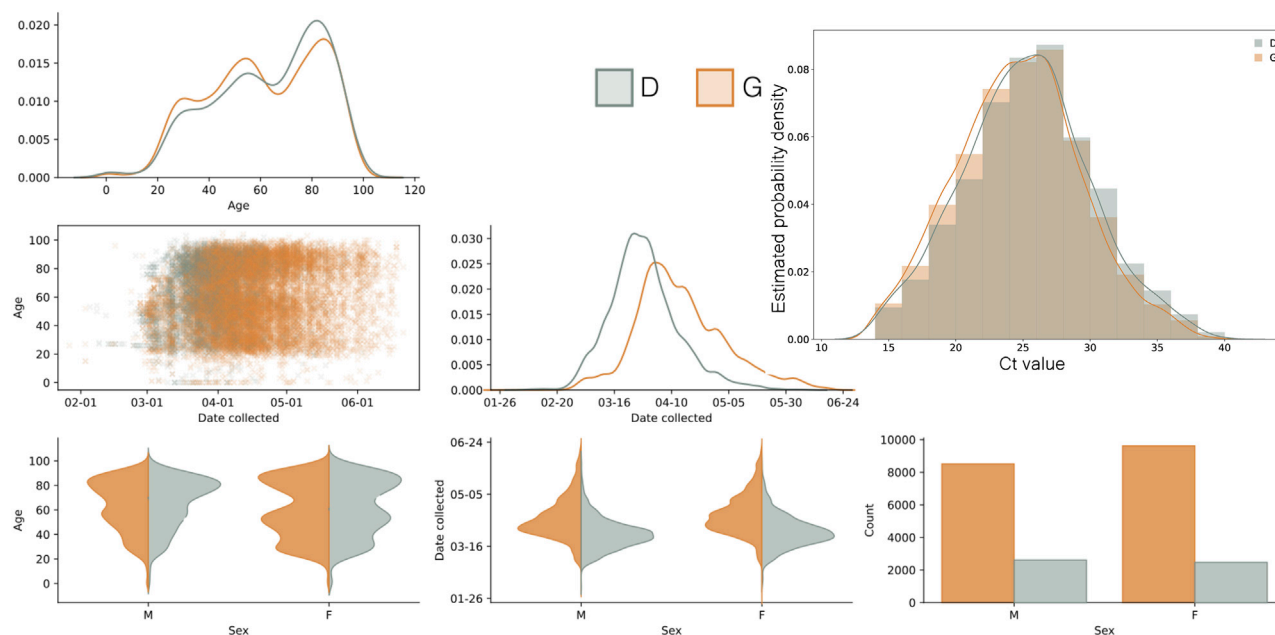 0.020
0.015
0.010
0.005
0.000
0 20 40 60 80 100 120
Age
D G
D
G
Estimated probability density
0.08
0.06
0.04
0.02
0.00
10 15 20 25 30 35 40
Ct value
Age
100
80
60
40
20
0
02-01 03-01 04-01 05-01 06-01
Date collected
0.030
0.025
0.020
0.015
0.010
0.005
0.000
01-26 02-20 03-16 04-10 05-05 05-30 06-24
Date collected
Age
100
80
60
40
20
0
M F
Sex
Date collected
06-24
05-05
03-16
01-26
M F
Sex
Count
10000
8000
6000
4000
2000
0
M F
Sex